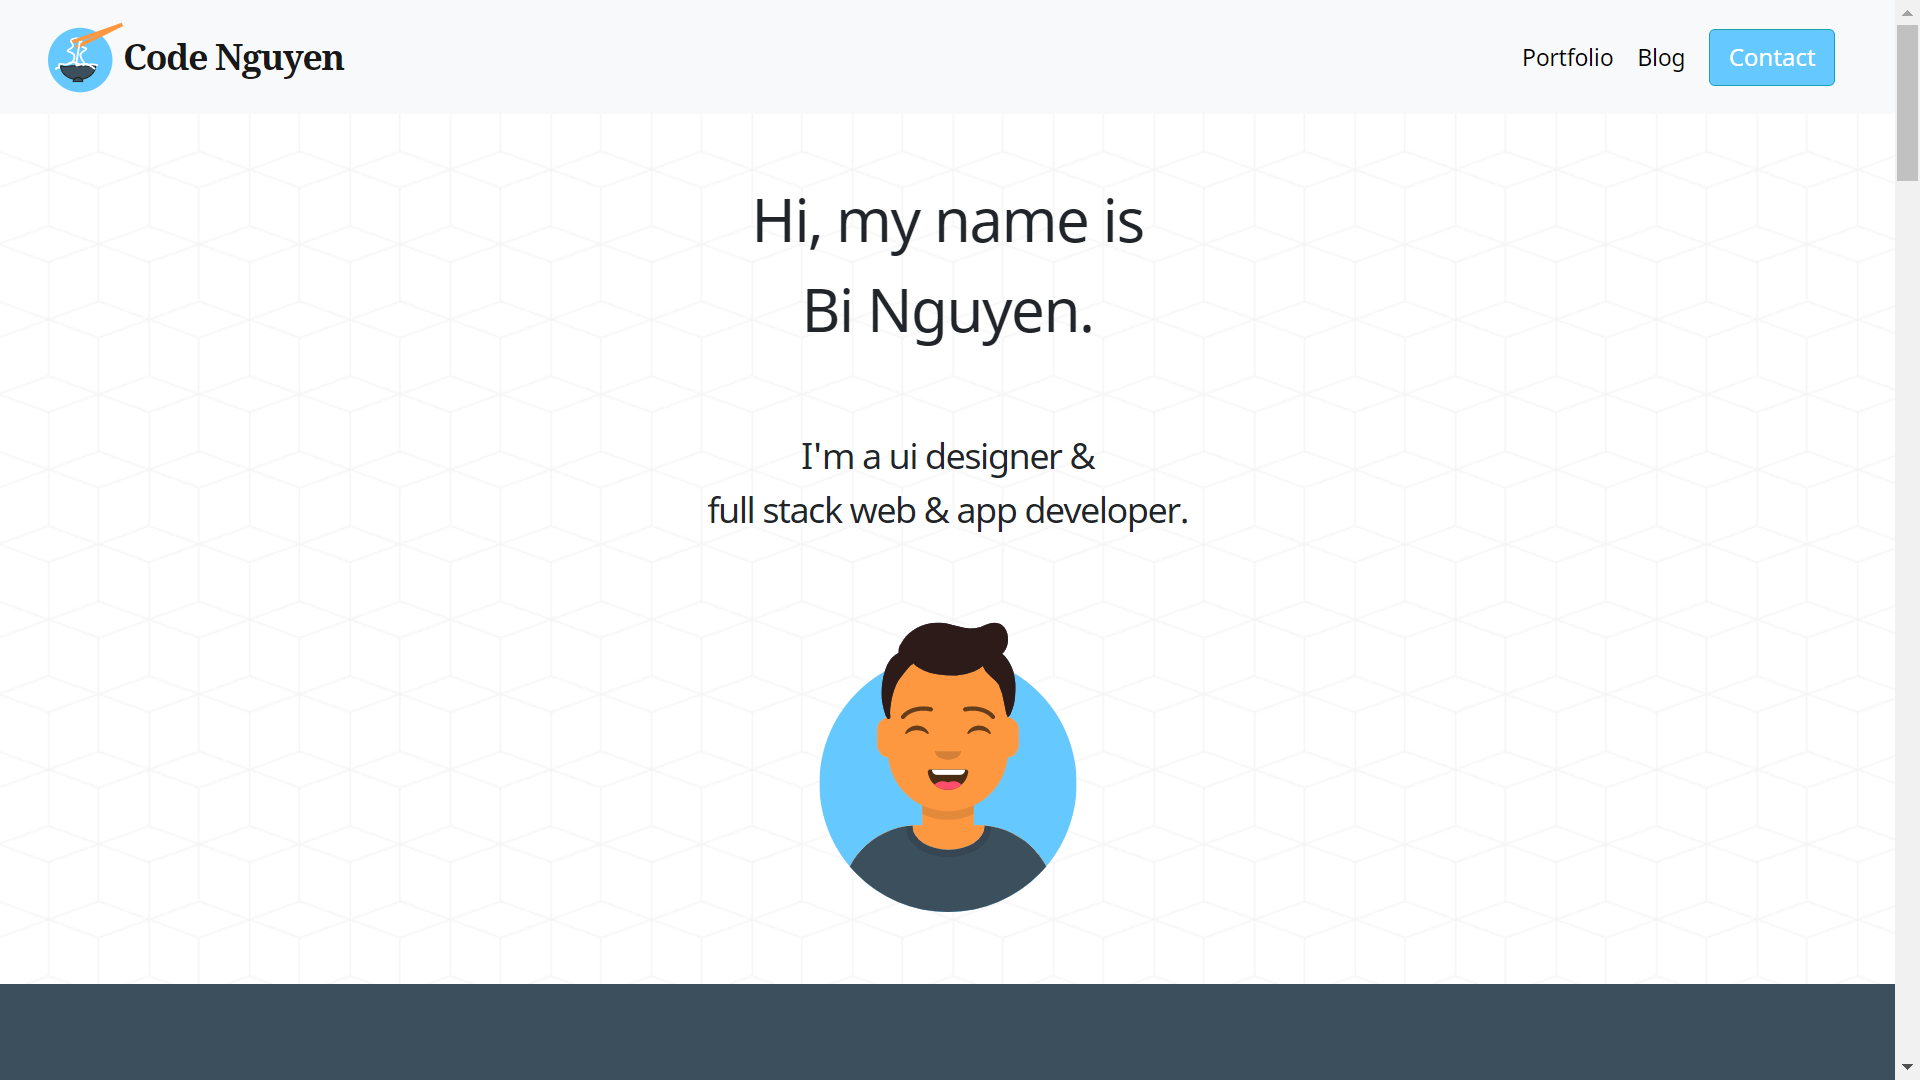 Code Nguyen
Portfolio
Blog
Contact
Hi, my name is
Bi Nguyen.
I'm a ui designer &
full stack web & app developer.